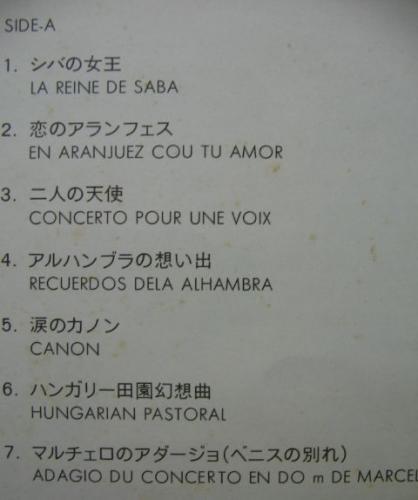 SIDE-A
1. シバの女王
LA REINE DE SABA
2. 恋のアランフェス
EN ARANJUEZ COU TU AMOR
3. 二人の天使
CONCERTO POUR UNE VOIX
4. アルハンブラの想い出
RECUERDOS DELA ALHAMBRA
5. 涙のカノン
CANON
6. ハンガリー田園幻想曲
HUNGARIAN PASTORAL
7. マルチェロのアダージョ(ベニスの別れ)
ADAGIO DU CONCERTO EN DO m DE MARCEL